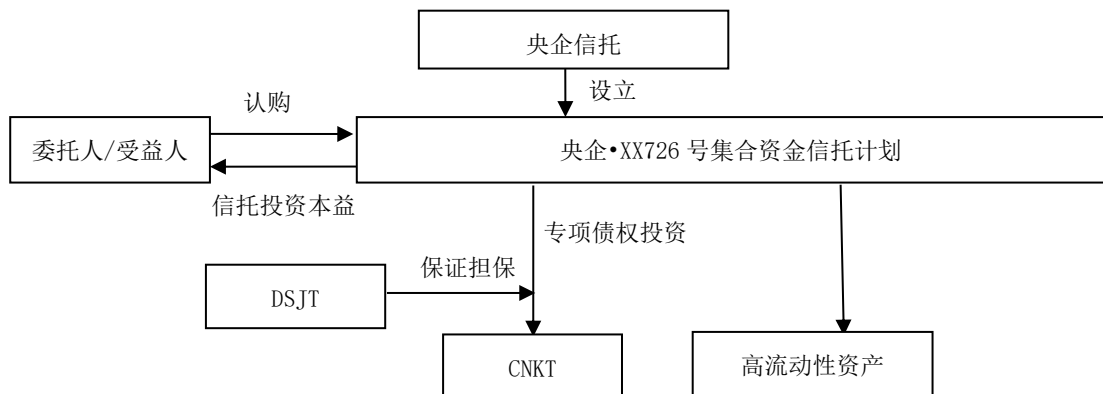 央企信托
设立
认购
委托人/受益人
央企•XX726 号集合资金信托计划
信托投资本益
专项债权投资
保证担保
DSJT
CNKT
高流动性资产